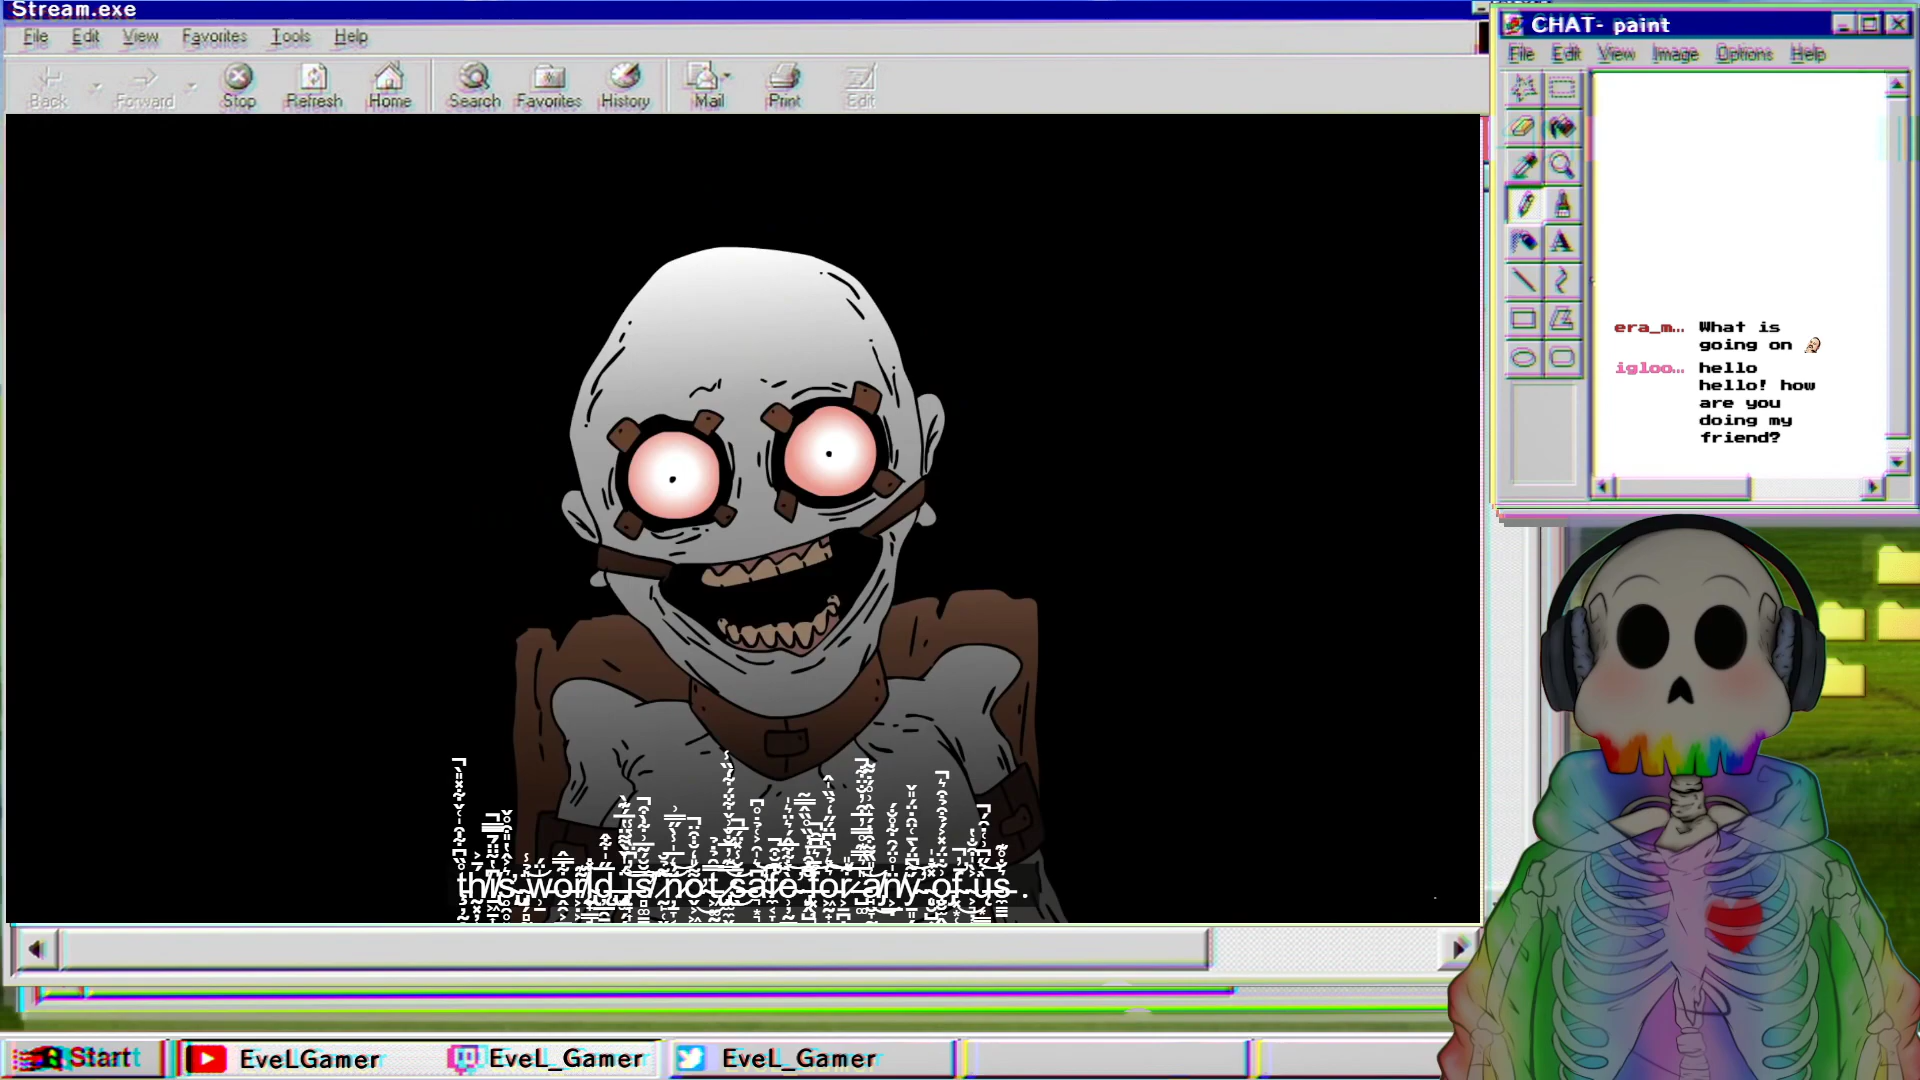 Stream.exe
File Edit View Favorites Tools Help
Back Forward Stop Refresh Home Search Favorites History Mail Print Edit
this world is not safe for any of us .
CHAT- paint
File Edit View Image Options Help
A
era_m... What is
going on
igloo... hello
hello! how
are you
doing my
friend?
Start EveLGamer EveL_Gamer EveL_Gamer